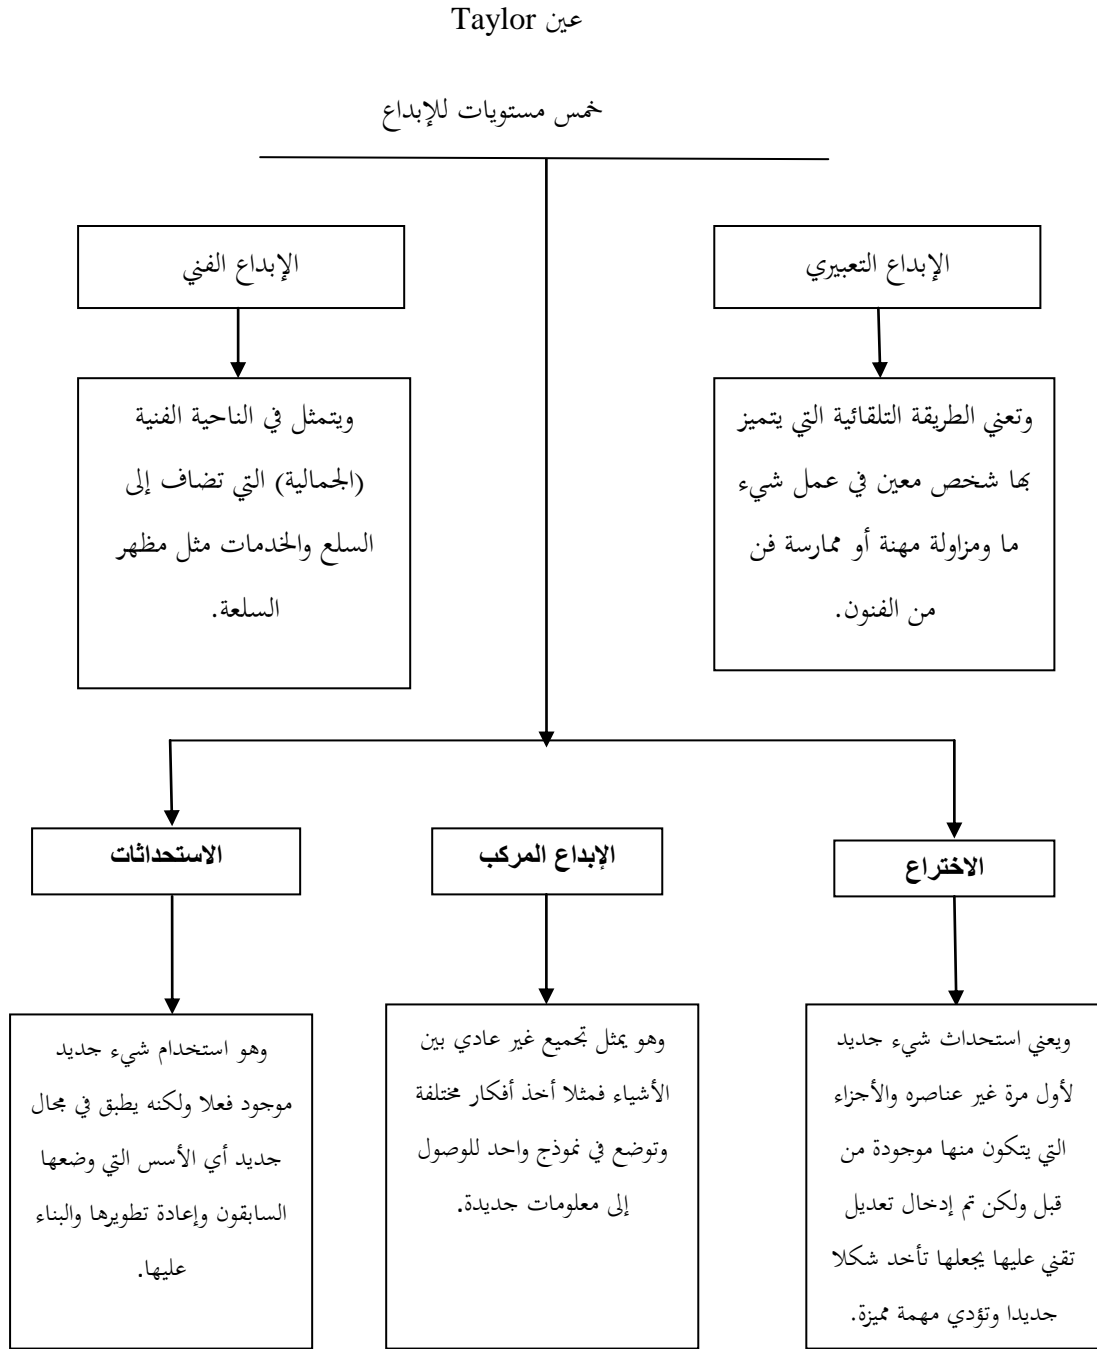 عين Taylor
خمس مستويات للإبداع
الإبداع التعبيري
وتعني الطريقة التلقائية التي يتميز
بها شخص معين في عمل شيء
ما ومزاولة مهنة أو ممارسة فن
من الفنون.
الإبداع الفني
ويتمثل في الناحية الفنية
(الجمالية) التي تضاف إلى
السلع والخدمات مثل مظهر
السلعة.
الاختراع
ويعني استحداث شيء جديد
لأول مرة غير عناصره والأجزاء
التي يتكون منها موجودة من
قبل ولكن تم إدخال تعديل
تقني عليها يجعلها تأخد شكلا
جديدا وتؤدي مهمة مميزة.
الإبداع المركب
وهو يمثل تجميع غير عادي بين
الأشياء فمثلا أخذ أفكار مختلفة
وتوضع في نموذج واحد للوصول
إلى معلومات جديدة.
الاستحداثات
وهو استخدام شيء جديد
موجود فعلا ولكنه يطبق في مجال
جديد أي الأسس التي وضعها
السابقون وإعادة تطويرها والبناء
عليها.